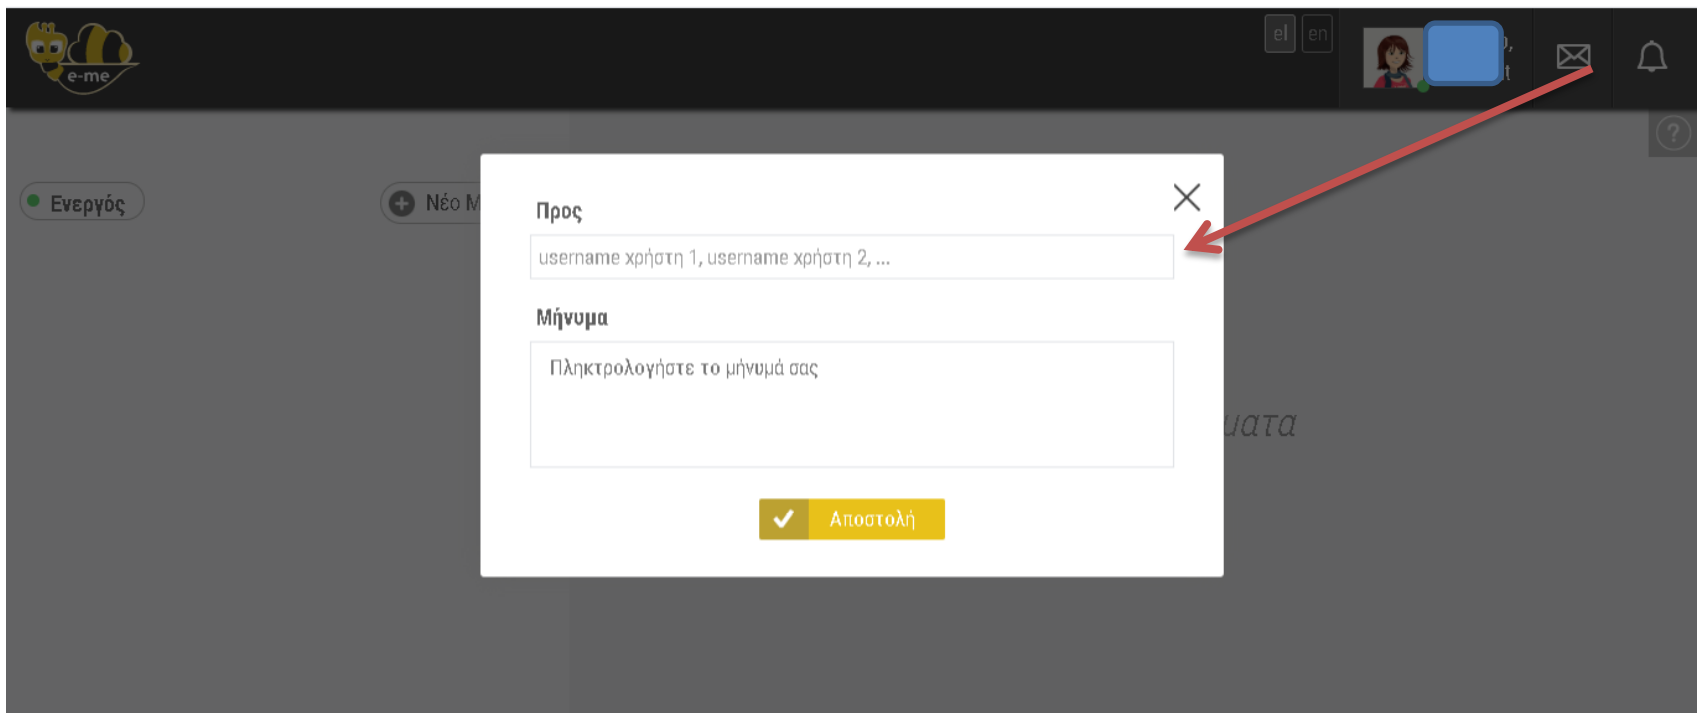 e-me
el en
Ενεργός
Νέο Μ
Προς
username χρήστη 1, username χρήστη 2, ...
Μήνυμα
Πληκτρολογήστε το μήνυμά σας
ματα
Αποστολή
?